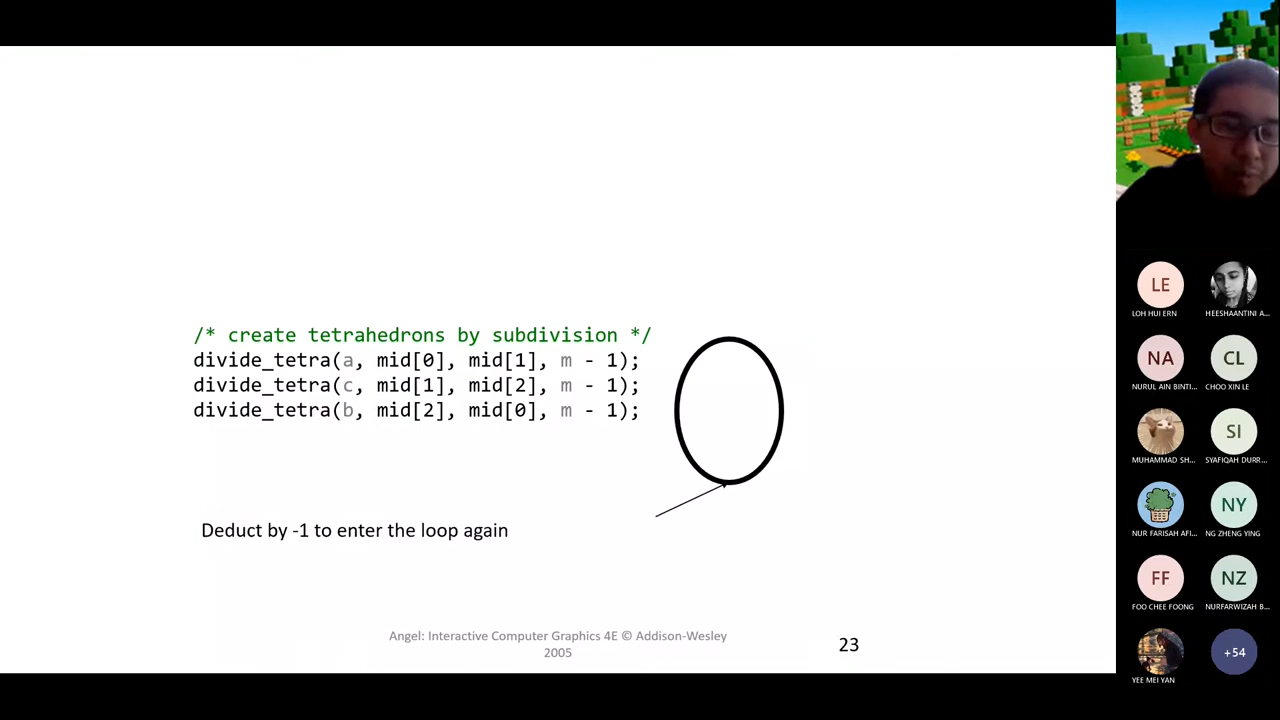 /* create tetrahedrons by subdivision */
divide_tetra(a, mid[0], mid[1], m - 1);
divide_tetra(c, mid[1], mid[2], m - 1);
divide_tetra(b, mid[2], mid[0], m - 1);
Deduct by -1 to enter the loop again
Angel: Interactive Computer Graphics 4E © Addison-Wesley
2005
23
LE
LOH HUI ERN
HEESHAANTINI A...
NA
CL
NURUL AIN BINTI...
CHOO XIN LE
SI
MUHAMMAD SH...
SYAFIQAH DURR...
NY
NUR FARISAH AFI...
NG ZHENG YING
FF
NZ
FOO CHEE FOONG
NURFARWIZAH B...
+54
YEE MEI YAN